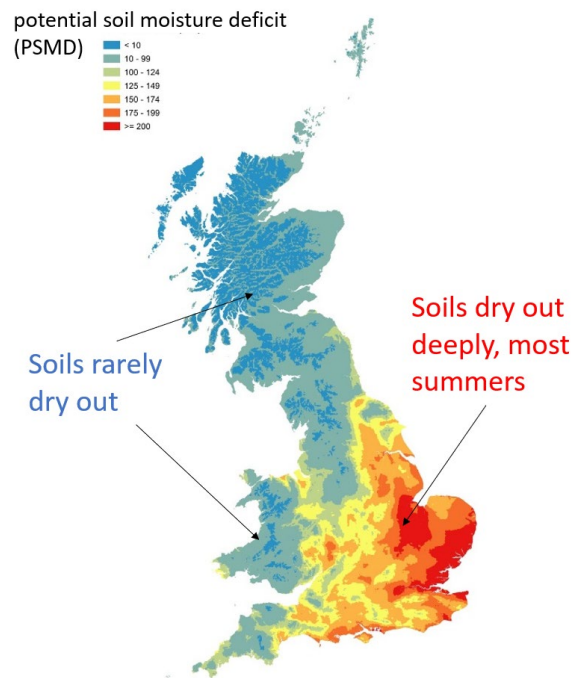 potential soil moisture deficit
(PSMD)
< 10
10 - 99
100 - 124
125 - 149
150 - 174
175 - 199
>= 200
Soils dry out
deeply, most
summers
Soils rarely
dry out